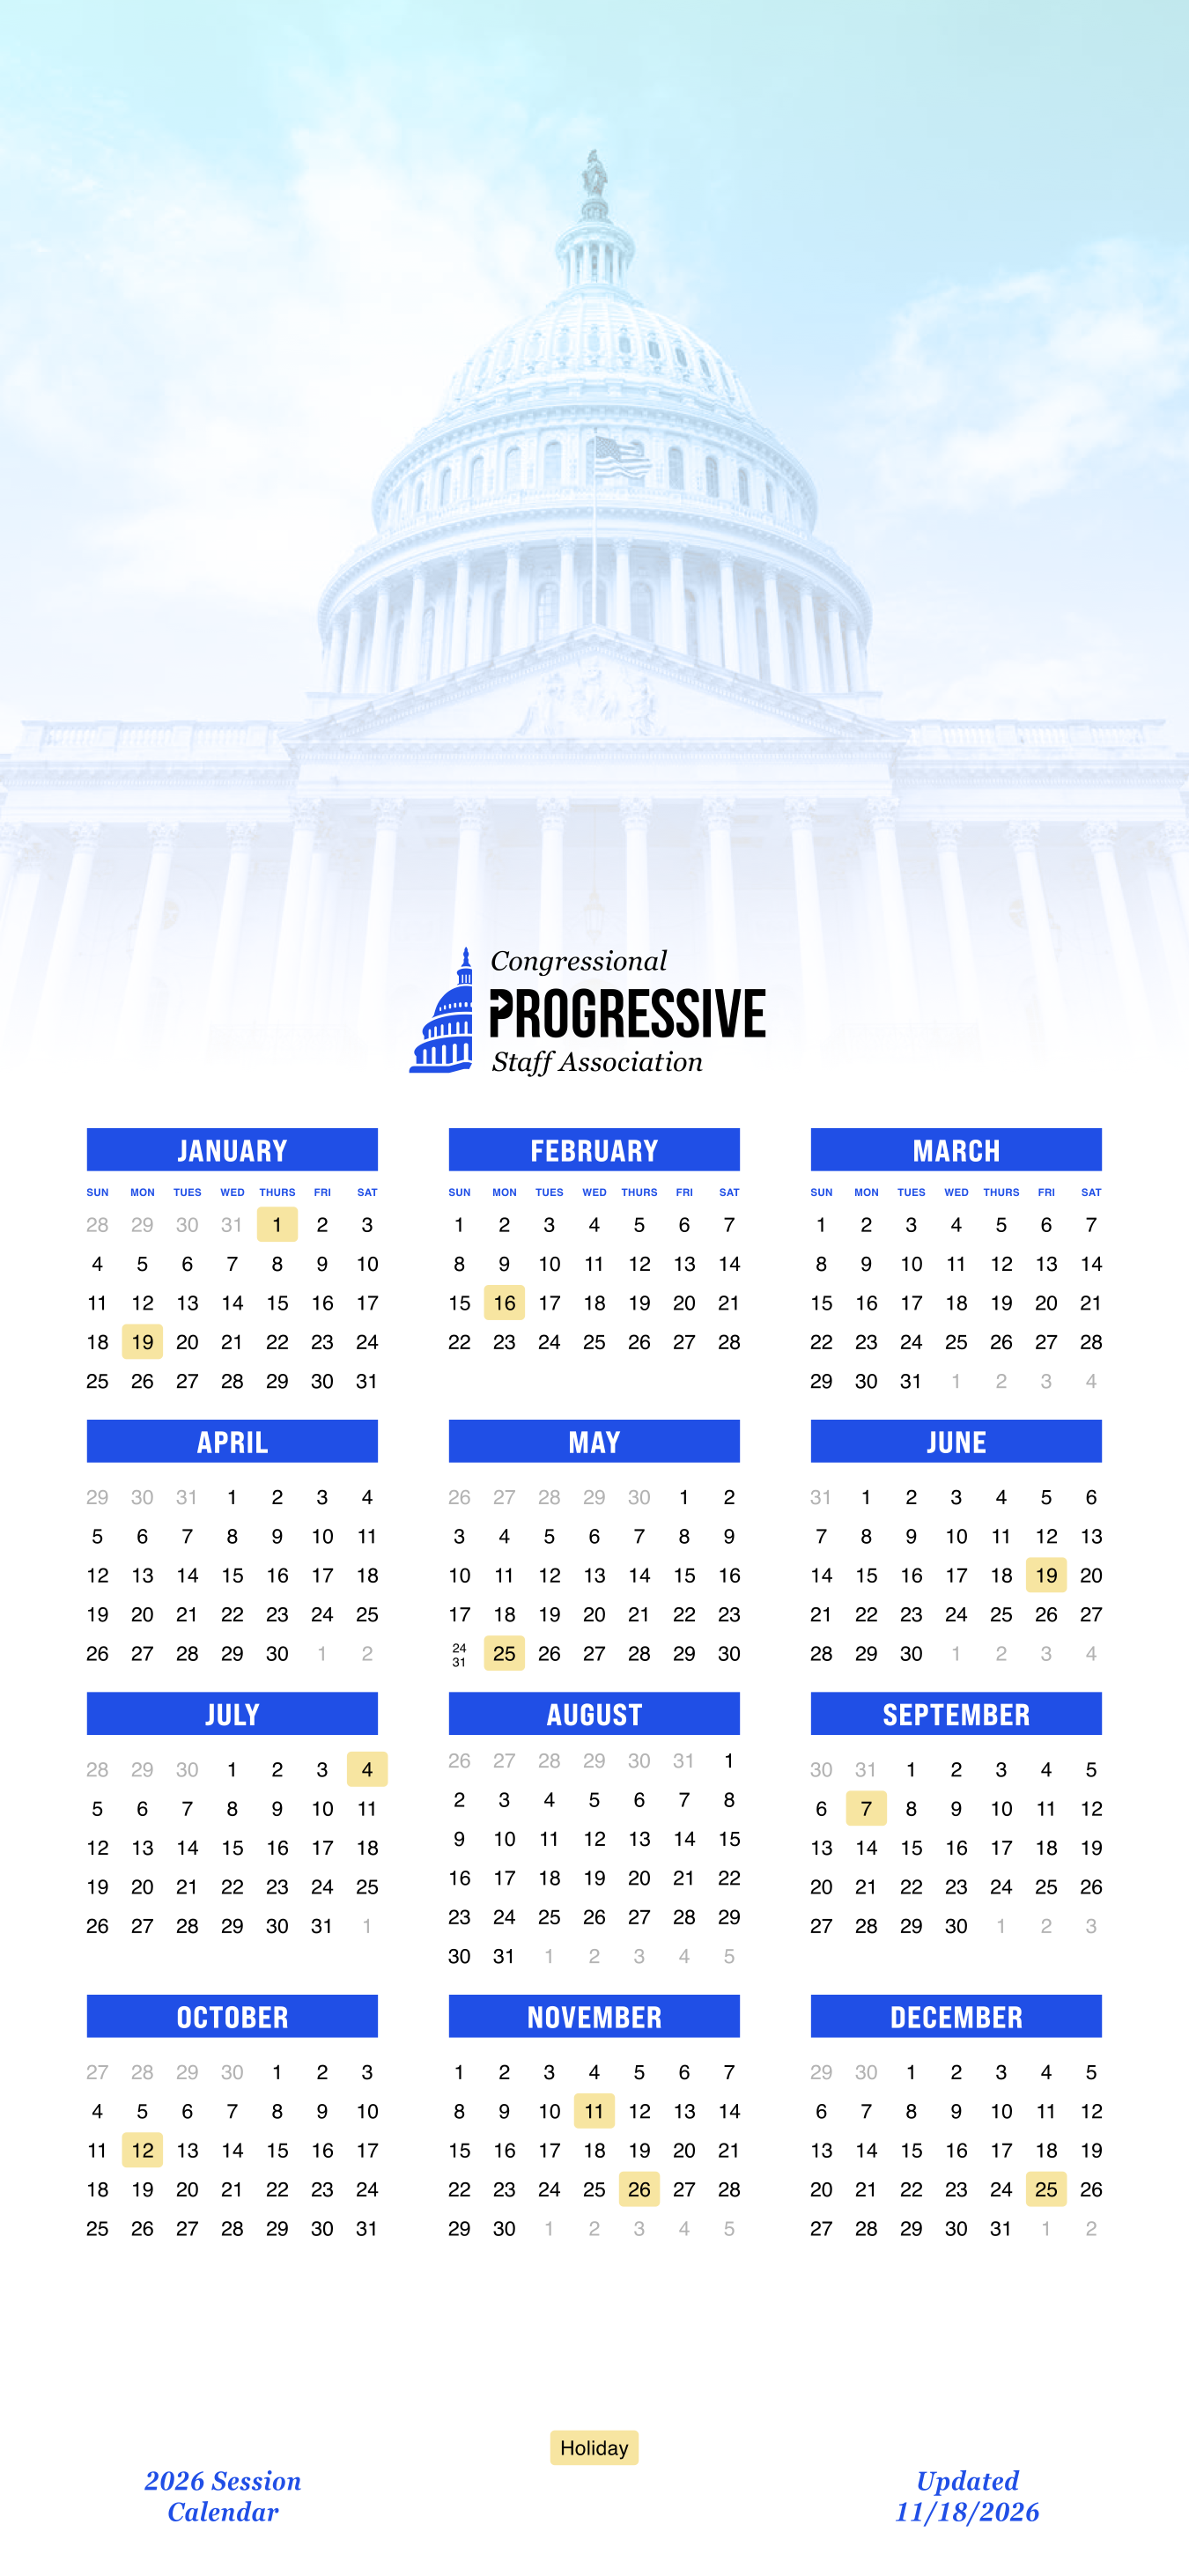 Congressional
PROGRESSIVE
Staff Association
JANUARY
SUN MON TUES WED THURS FRI SAT
28 29 30 31 1 2 3
4 5 6 7 8 9 10
11 12 13 14 15 16 17
18 19 20 21 22 23 24
25 26 27 28 29 30 31
FEBRUARY
SUN MON TUES WED THURS FRI SAT
1 2 3 4 5 6 7
8 9 10 11 12 13 14
15 16 17 18 19 20 21
22 23 24 25 26 27 28
MARCH
SUN MON TUES WED THURS FRI SAT
1 2 3 4 5 6 7
8 9 10 11 12 13 14
15 16 17 18 19 20 21
22 23 24 25 26 27 28
29 30 31 1 2 3 4
APRIL
29 30 31 1 2 3 4
5 6 7 8 9 10 11
12 13 14 15 16 17 18
19 20 21 22 23 24 25
26 27 28 29 30 1 2
MAY
26 27 28 29 30 1 2
3 4 5 6 7 8 9
10 11 12 13 14 15 16
17 18 19 20 21 22 23
24 25 26 27 28 29 30
31
JUNE
31 1 2 3 4 5 6
7 8 9 10 11 12 13
14 15 16 17 18 19 20
21 22 23 24 25 26 27
28 29 30 1 2 3 4
JULY
28 29 30 1 2 3 4
5 6 7 8 9 10 11
12 13 14 15 16 17 18
19 20 21 22 23 24 25
26 27 28 29 30 31 1
AUGUST
26 27 28 29 30 31 1
2 3 4 5 6 7 8
9 10 11 12 13 14 15
16 17 18 19 20 21 22
23 24 25 26 27 28 29
30 31 1 2 3 4 5
SEPTEMBER
30 31 1 2 3 4 5
6 7 8 9 10 11 12
13 14 15 16 17 18 19
20 21 22 23 24 25 26
27 28 29 30 1 2 3
OCTOBER
27 28 29 30 1 2 3
4 5 6 7 8 9 10
11 12 13 14 15 16 17
18 19 20 21 22 23 24
25 26 27 28 29 30 31
NOVEMBER
1 2 3 4 5 6 7
8 9 10 11 12 13 14
15 16 17 18 19 20 21
22 23 24 25 26 27 28
29 30 1 2 3 4 5
DECEMBER
29 30 1 2 3 4 5
6 7 8 9 10 11 12
13 14 15 16 17 18 19
20 21 22 23 24 25 26
27 28 29 30 31 1 2
Holiday
2026 Session
Calendar
Updated
11/18/2026